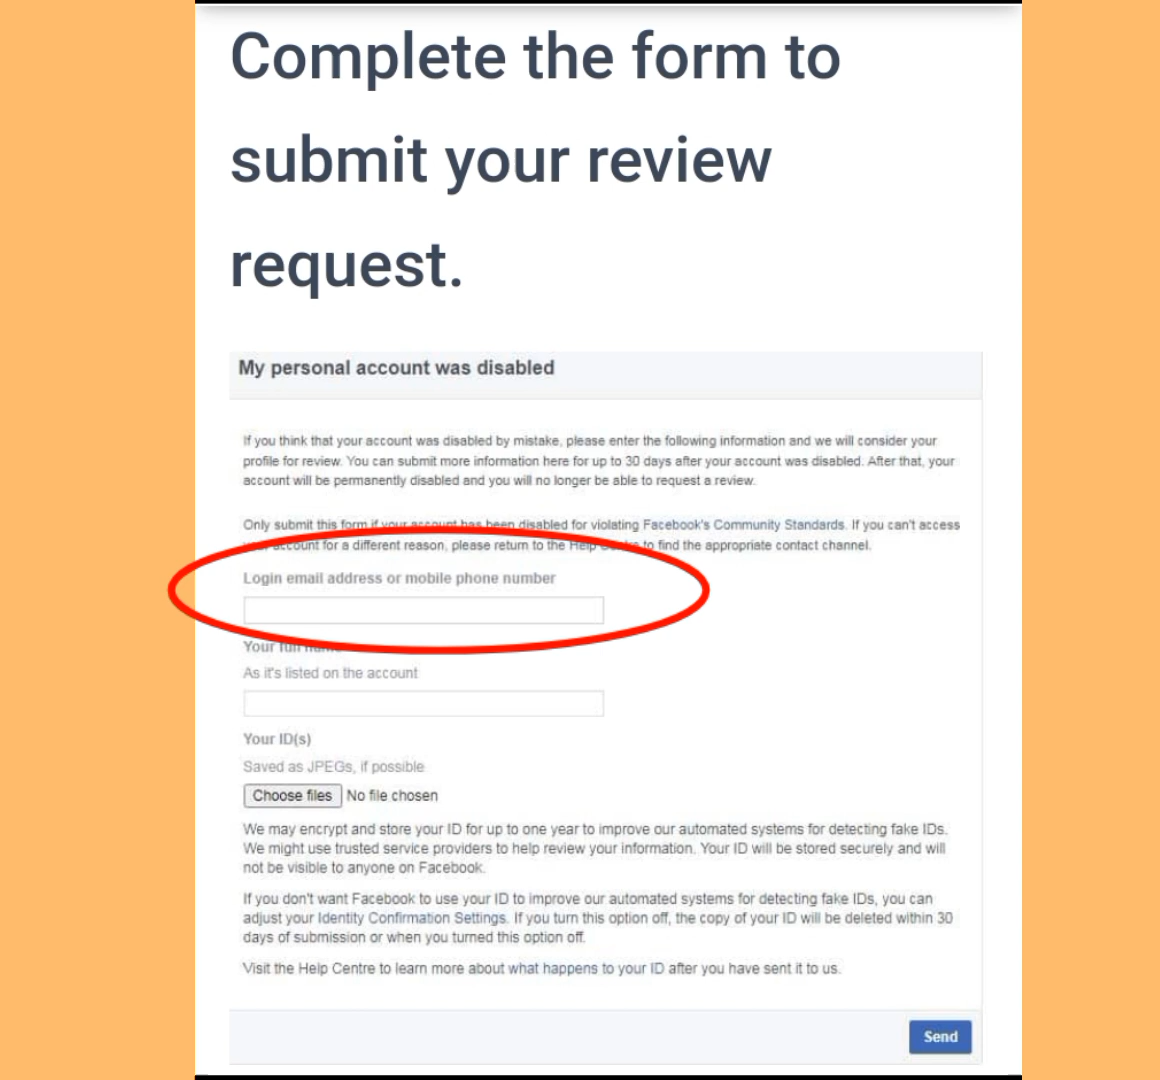 Complete the form to
submit your review
request.
My personal account was disabled
If you think that your account was disabled by mistake, please enter the following information and we will consider your
profile for review. You can submit more information here for up to 30 days after your account was disabled. After that, your
account will be permanently disabled and you will no longer be able to request a review.
Only submit this form if your account has been disabled for violating Facebook's Community Standards. If you can't access
your account for a different reason, please return to the Help Centre to find the appropriate contact channel.
Login email address or mobile phone number
Your full name
As it's listed on the account
Your ID(s)
Saved as JPEGs, if possible
Choose files No file chosen
We may encrypt and store your ID for up to one year to improve our automated systems for detecting fake IDs.
We might use trusted service providers to help review your information. Your ID will be stored securely and will
not be visible to anyone on Facebook.
If you don't want Facebook to use your ID to improve our automated systems for detecting fake IDs, you can
adjust your Identity Confirmation Settings. If you turn this option off, the copy of your ID will be deleted within 30
days of submission or when you turned this option off.
Visit the Help Centre to learn more about what happens to your ID after you have sent it to us.
Send